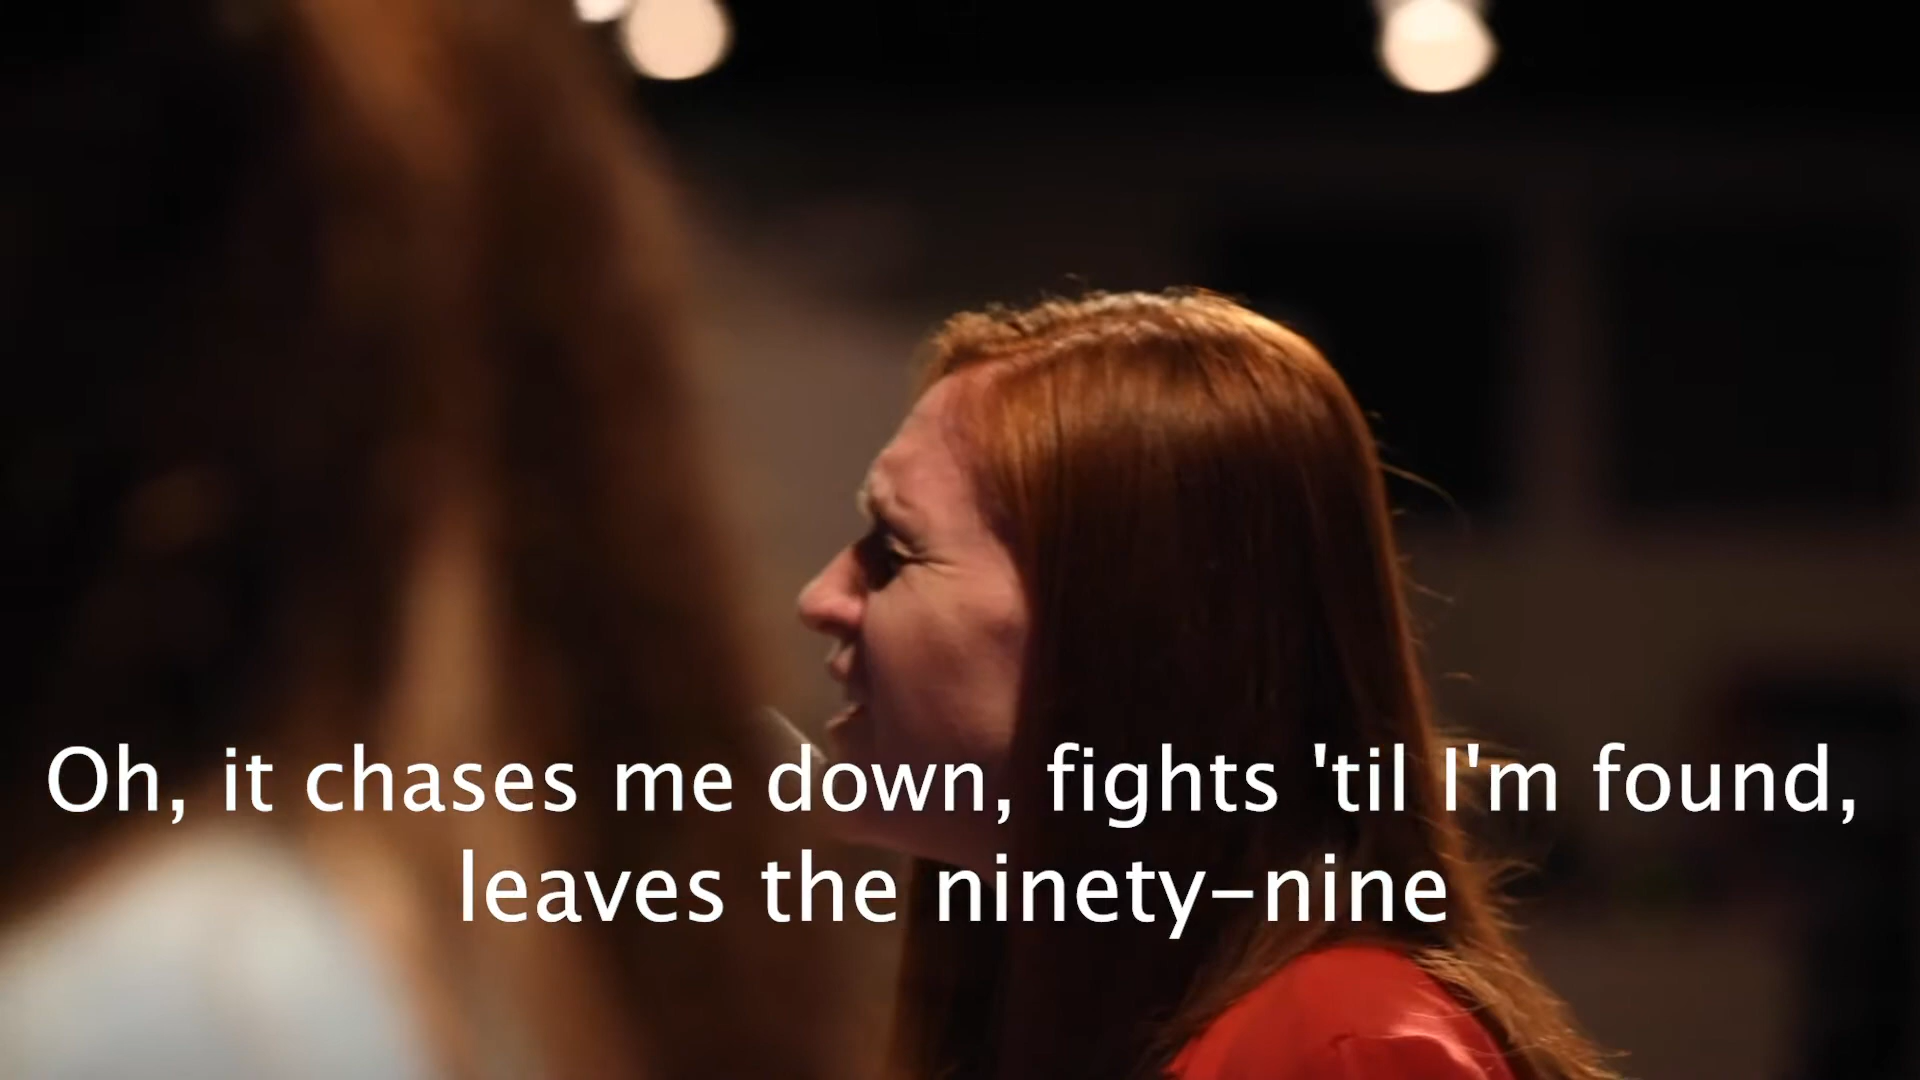 Oh, it chases me down, fights 'til I'm found,
leaves the ninety-nine